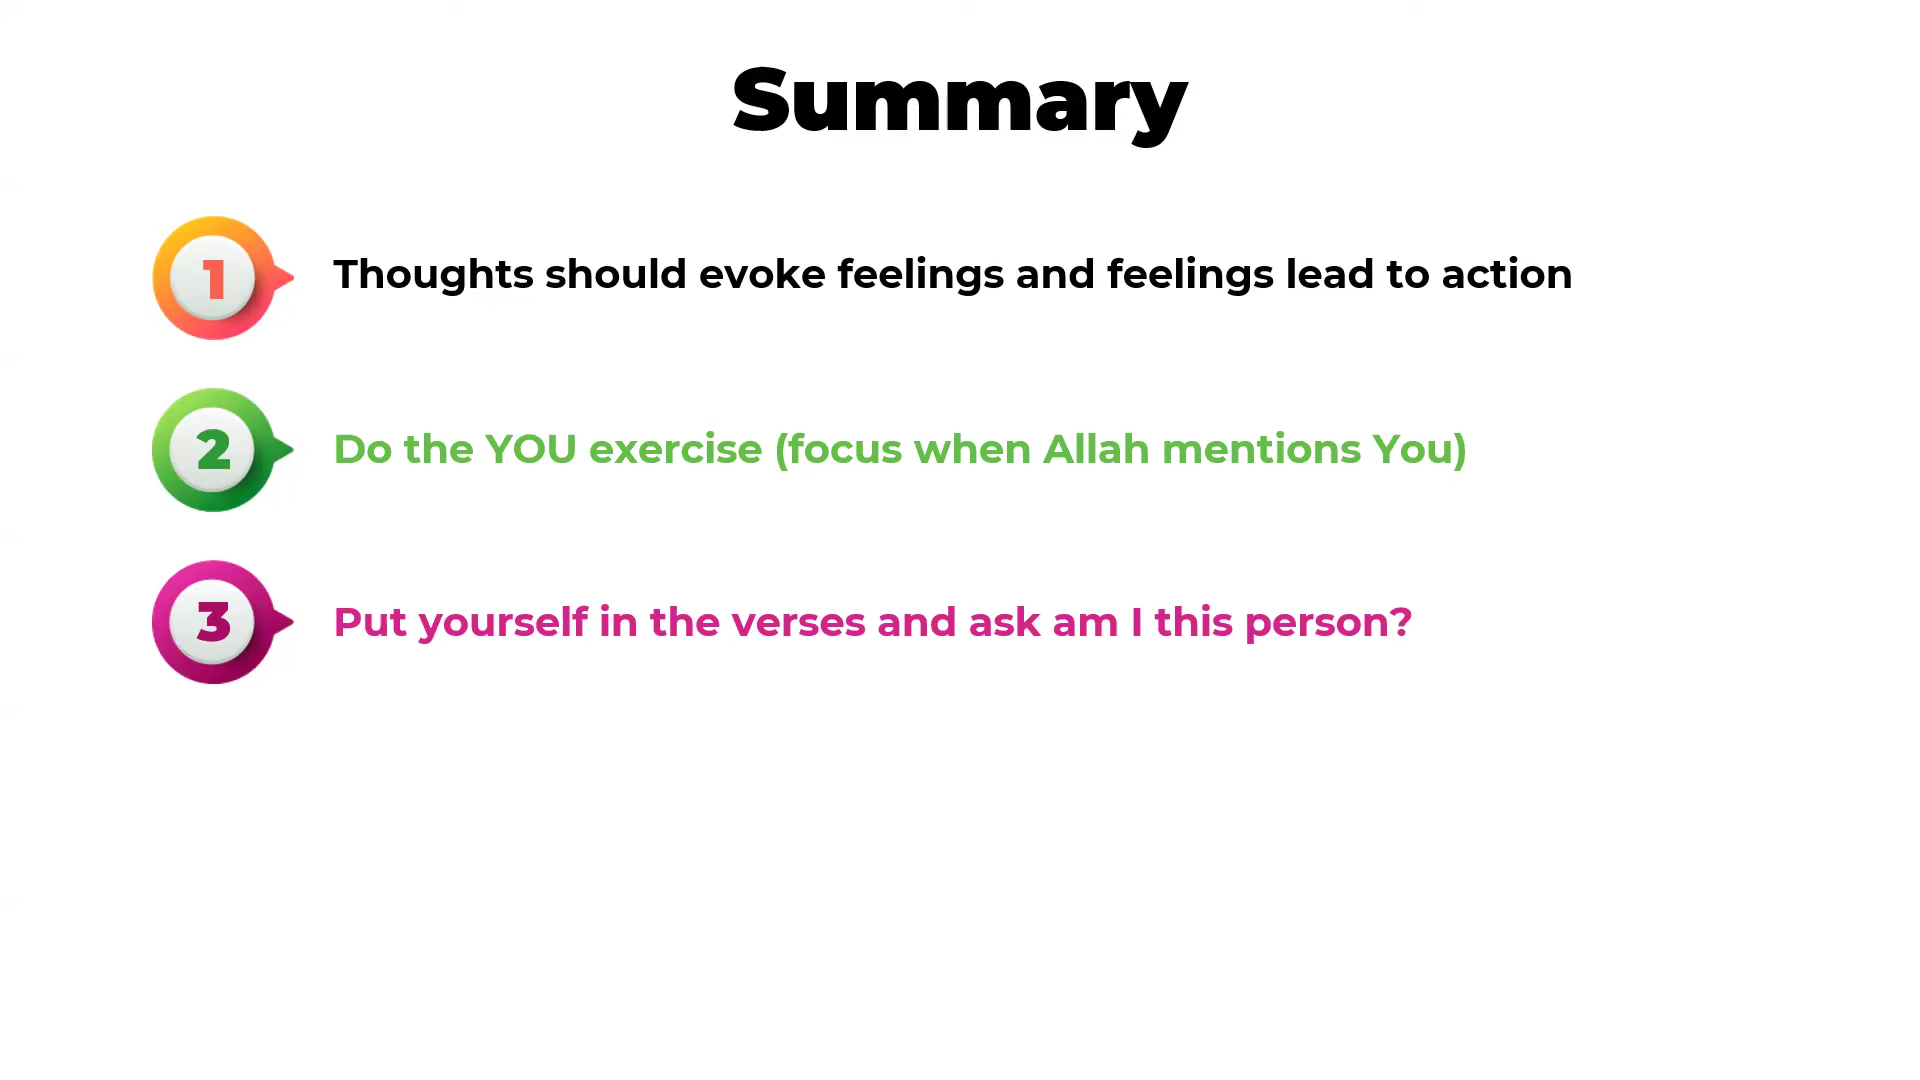 Summary
1
Thoughts should evoke feelings and feelings lead to action
2
Do the YOU exercise (focus when Allah mentions You)
3
Put yourself in the verses and ask am I this person?